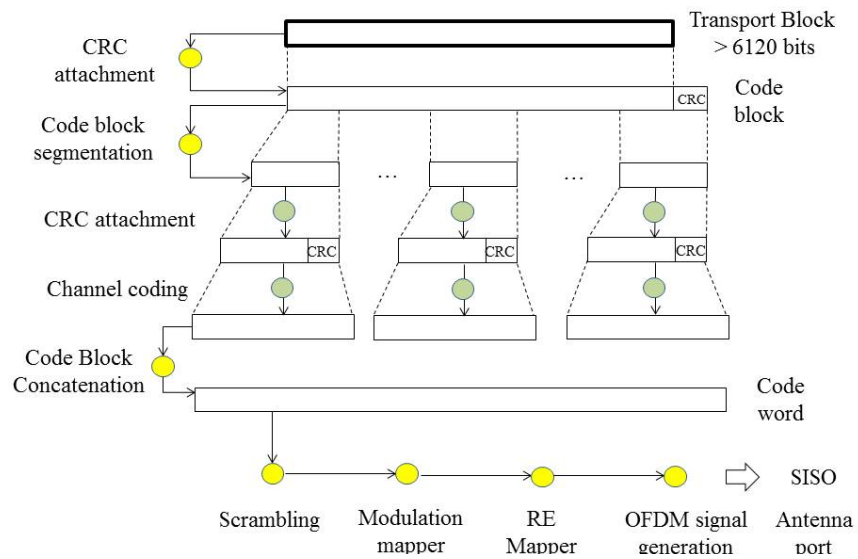 Transport Block
> 6120 bits
CRC
attachment
CRC
Code
block
Code block
segmentation
...
...
CRC attachment
CRC
CRC
CRC
Channel coding
Code Block
Concatenation
Code
word
SISO
Scrambling
Modulation
mapper
RE
Mapper
OFDM signal
generation
Antenna
port